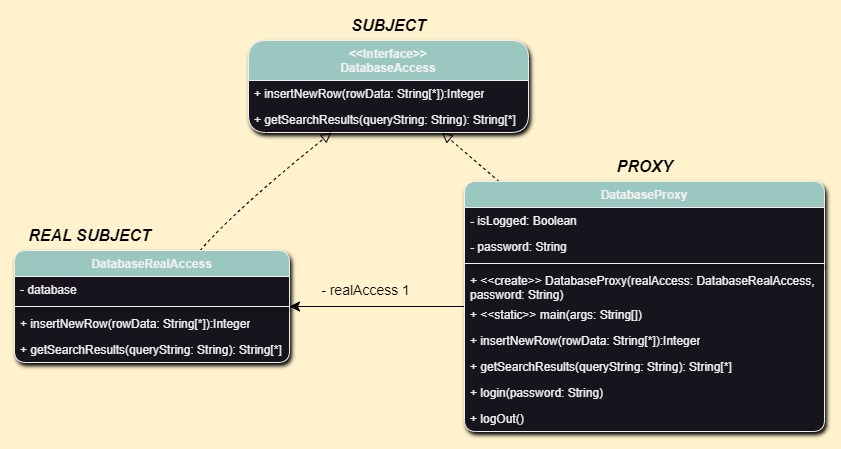 SUBJECT
<<Interface>>
DatabaseAccess
+ insertNewRow(rowData: String[*]):Integer
+ getSearchResults(queryString: String): String[*]
PROXY
DatabaseProxy
- isLogged: Boolean
- password: String
+ <<create>> DatabaseProxy(realAccess: DatabaseRealAccess,
password: String)
+ <<static>> main(args: String[])
+ insertNewRow(rowData: String[*]):Integer
+ getSearchResults(queryString: String): String[*]
+ login(password: String)
+ logOut()
REAL SUBJECT
DatabaseRealAccess
- database
+ insertNewRow(rowData: String[*]):Integer
+ getSearchResults(queryString: String): String[*]
- realAccess 1